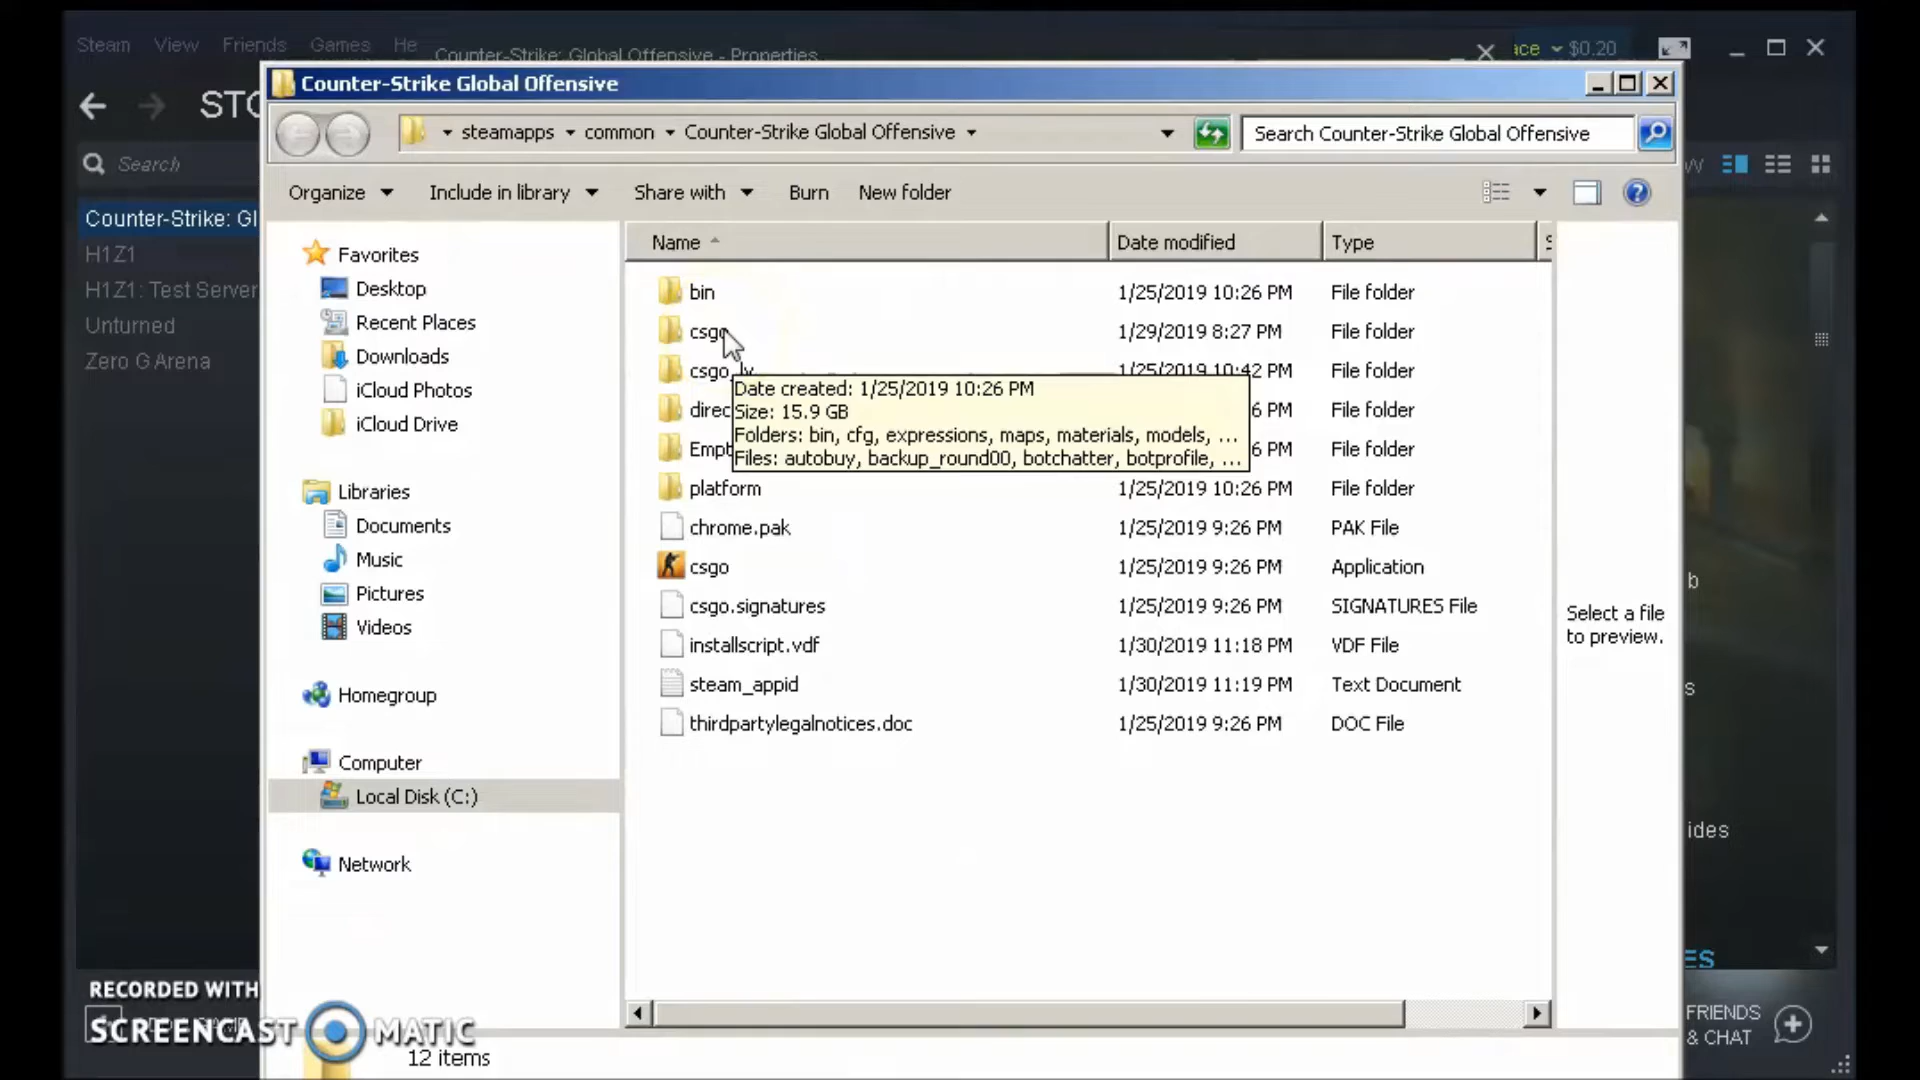 Steam View Friends Games He
Counter-Strike: Global Offensive - Properties
$0.20
Counter-Strike Global Offensive
steamapps common Counter-Strike Global Offensive
Search Counter-Strike Global Offensive
Search
Organize Include in library Share with Burn New folder
Counter-Strike: Gl
H1Z1
H1Z1: Test Server
Unturned
Zero G Arena
Favorites
Desktop
Recent Places
Downloads
iCloud Photos
iCloud Drive
Libraries
Documents
Music
Pictures
Videos
Homegroup
Computer
Local Disk (C:)
Network
Name Date modified Type
bin 1/25/2019 10:26 PM File folder
csgo 1/29/2019 8:27 PM File folder
1/25/2019 10:42 PM File folder
File folder
File folder
Date created: 1/25/2019 10:26 PM
Size: 15.9 GB
Folders: bin, cfg, expressions, maps, materials, models, ...
Files: autobuy, backup_round00, botchatter, botprofile, ...
platform 1/25/2019 10:26 PM File folder
chrome.pak 1/25/2019 9:26 PM PAK File
csgo 1/25/2019 9:26 PM Application
csgo.signatures 1/25/2019 9:26 PM SIGNATURES File
installscript.vdf 1/30/2019 11:18 PM VDF File
steam_appid 1/30/2019 11:19 PM Text Document
thirdpartylegalnotices.doc 1/25/2019 9:26 PM DOC File
Select a file
to preview.
ides
ES
FRIENDS
& CHAT
RECORDED WITH
SCREENCAST MATIC
12 items